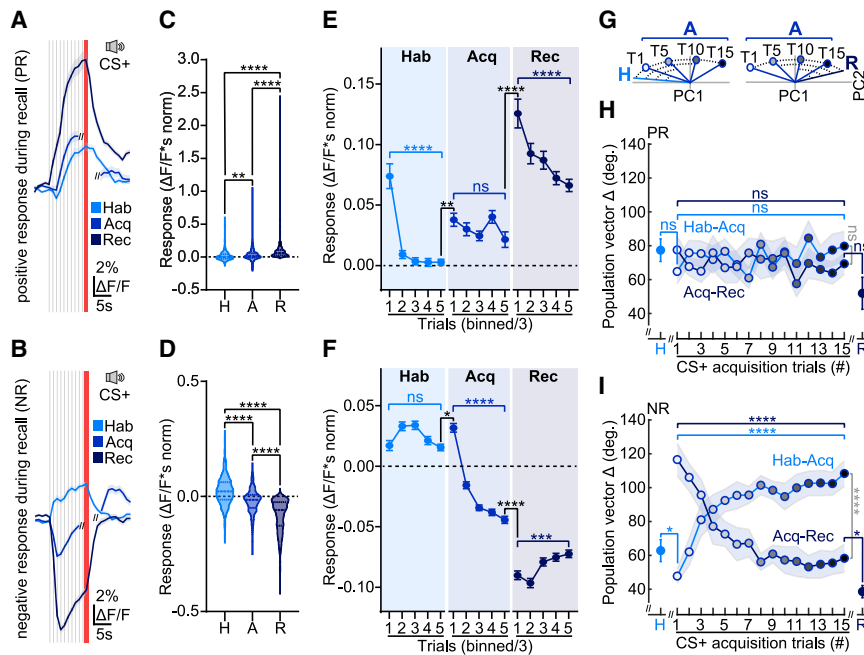 A
positive response during recall (PR)
CS+
Hab
Acq
Rec
2%
ΔF/F
5s
C
Response (ΔF/F*s norm)
3.0
2.5
2.0
1.5
1.0
0.5
0.0
-0.5
****
****
**
H A R
E
Response (ΔF/F*s norm)
0.15
0.10
0.05
0.00
Hab Acq Rec
****
****
****
ns
**
1 2 3 4 5 1 2 3 4 5 1 2 3 4 5
Trials (binned/3)
G
A A
T1 T5 T10 T15 T1 T5 T10 T15
H R
PC1 PC1 PC2
H
PR
Population vector Δ (deg.)
140
120
100
80
60
40
ns
ns
ns Hab-Acq ns ns
Acq-Rec
H 1 3 5 7 9 11 13 15 R
CS+ acquisition trials (#)
B
negative response during recall (NR)
CS+
Hab
Acq
Rec
2%
ΔF/F
5s
D
Response (ΔF/F*s norm)
0.5
0.0
-0.5
****
****
****
H A R
F
Response (ΔF/F*s norm)
0.05
0.00
-0.05
-0.10
Hab Acq Rec
ns
*
****
****
***
1 2 3 4 5 1 2 3 4 5 1 2 3 4 5
Trials (binned/3)
I
NR
Population vector Δ (deg.)
140
120
100
80
60
40
****
****
Hab-Acq
****
*
Acq-Rec
*
H 1 3 5 7 9 11 13 15 R
CS+ acquisition trials (#)